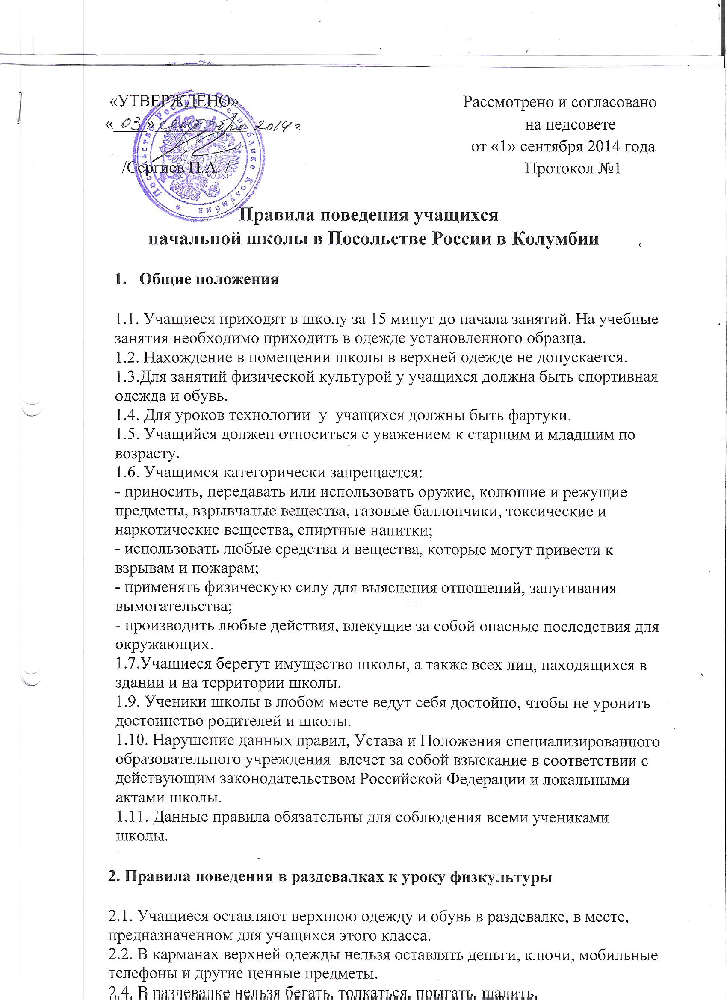 «УТВЕРЖДЕНО»
« 03 » сентября 2014 г.
/Сергиев П.А. /
Посольство России в Республике Колумбия *
Рассмотрено и согласовано
на педсовете
от «1» сентября 2014 года
Протокол №1
Правила поведения учащихся
начальной школы в Посольстве России в Колумбии
1. Общие положения
1.1. Учащиеся приходят в школу за 15 минут до начала занятий. На учебные
занятия необходимо приходить в одежде установленного образца.
1.2. Нахождение в помещении школы в верхней одежде не допускается.
1.3.Для занятий физической культурой у учащихся должна быть спортивная
одежда и обувь.
1.4. Для уроков технологии  у  учащихся должны быть фартуки.
1.5. Учащийся должен относиться с уважением к старшим и младшим по
возрасту.
1.6. Учащимся категорически запрещается:
- приносить, передавать или использовать оружие, колющие и режущие
предметы, взрывчатые вещества, газовые баллончики, токсические и
наркотические вещества, спиртные напитки;
- использовать любые средства и вещества, которые могут привести к
взрывам и пожарам;
- применять физическую силу для выяснения отношений, запугивания
вымогательства;
- производить любые действия, влекущие за собой опасные последствия для
окружающих.
1.7.Учащиеся берегут имущество школы, а также всех лиц, находящихся в
здании и на территории школы.
1.9. Ученики школы в любом месте ведут себя достойно, чтобы не уронить
достоинство родителей и школы.
1.10. Нарушение данных правил, Устава и Положения специализированного
образовательного учреждения  влечет за собой взыскание в соответствии с
действующим законодательством Российской Федерации и локальными
актами школы.
1.11. Данные правила обязательны для соблюдения всеми учениками
школы.
2. Правила поведения в раздевалках к уроку физкультуры
2.1. Учащиеся оставляют верхнюю одежду и обувь в раздевалке, в месте,
предназначенном для учащихся этого класса.
2.2. В карманах верхней одежды нельзя оставлять деньги, ключи, мобильные
телефоны и другие ценные предметы.
2.4. В раздевалке нельзя бегать, толкаться, прыгать, шалить,